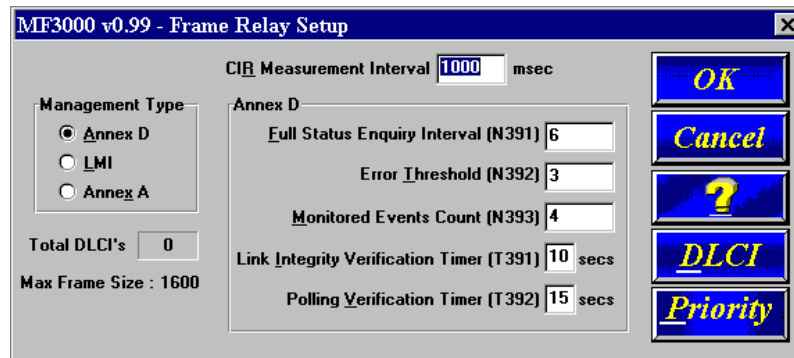 MF3000 v0.99 - Frame Relay Setup
CIR Measurement Interval 1000 msec
Management Type
Annex D
LMI
Annex A
Total DLCI's 0
Max Frame Size : 1600
Annex D
Full Status Enquiry Interval (N391) 6
Error Threshold (N392) 3
Monitored Events Count (N393) 4
Link Integrity Verification Timer (T391) 10 secs
Polling Verification Timer (T392) 15 secs
OK
Cancel
?
DLCI
Priority